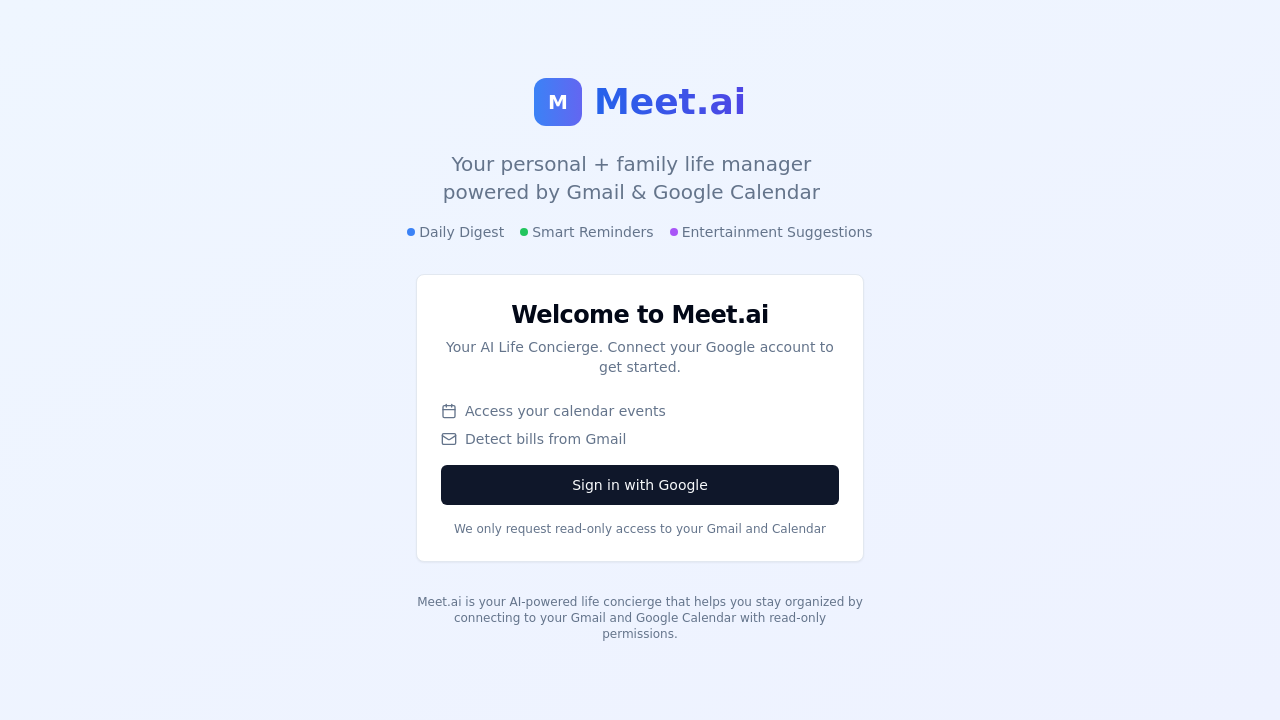 M Meet.ai
Your personal + family life manager
powered by Gmail & Google Calendar
Daily Digest Smart Reminders Entertainment Suggestions
Welcome to Meet.ai
Your AI Life Concierge. Connect your Google account to
get started.
Access your calendar events
Detect bills from Gmail
Sign in with Google
We only request read-only access to your Gmail and Calendar
Meet.ai is your AI-powered life concierge that helps you stay organized by
connecting to your Gmail and Google Calendar with read-only
permissions.